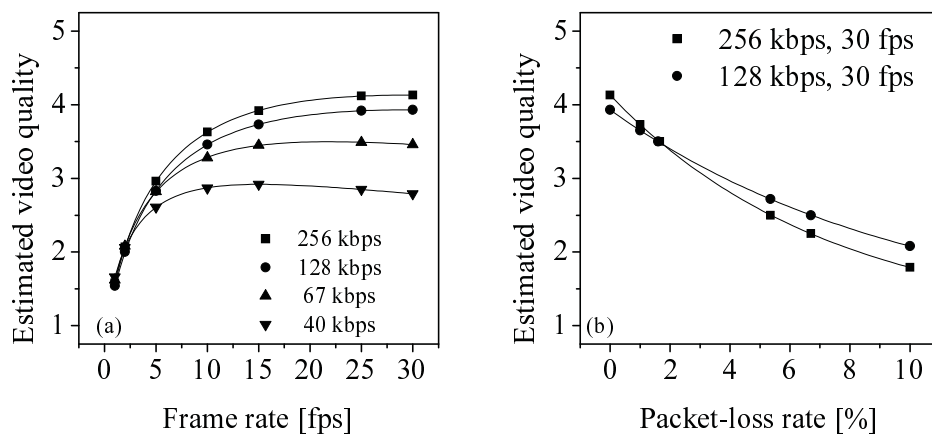 Estimated video quality
5
4
3
2
1
(a)
256 kbps
128 kbps
67 kbps
40 kbps
0 5 10 15 20 25 30
Frame rate [fps]
Estimated video quality
5
4
3
2
1
(b)
256 kbps, 30 fps
128 kbps, 30 fps
0 2 4 6 8 10
Packet-loss rate [%]